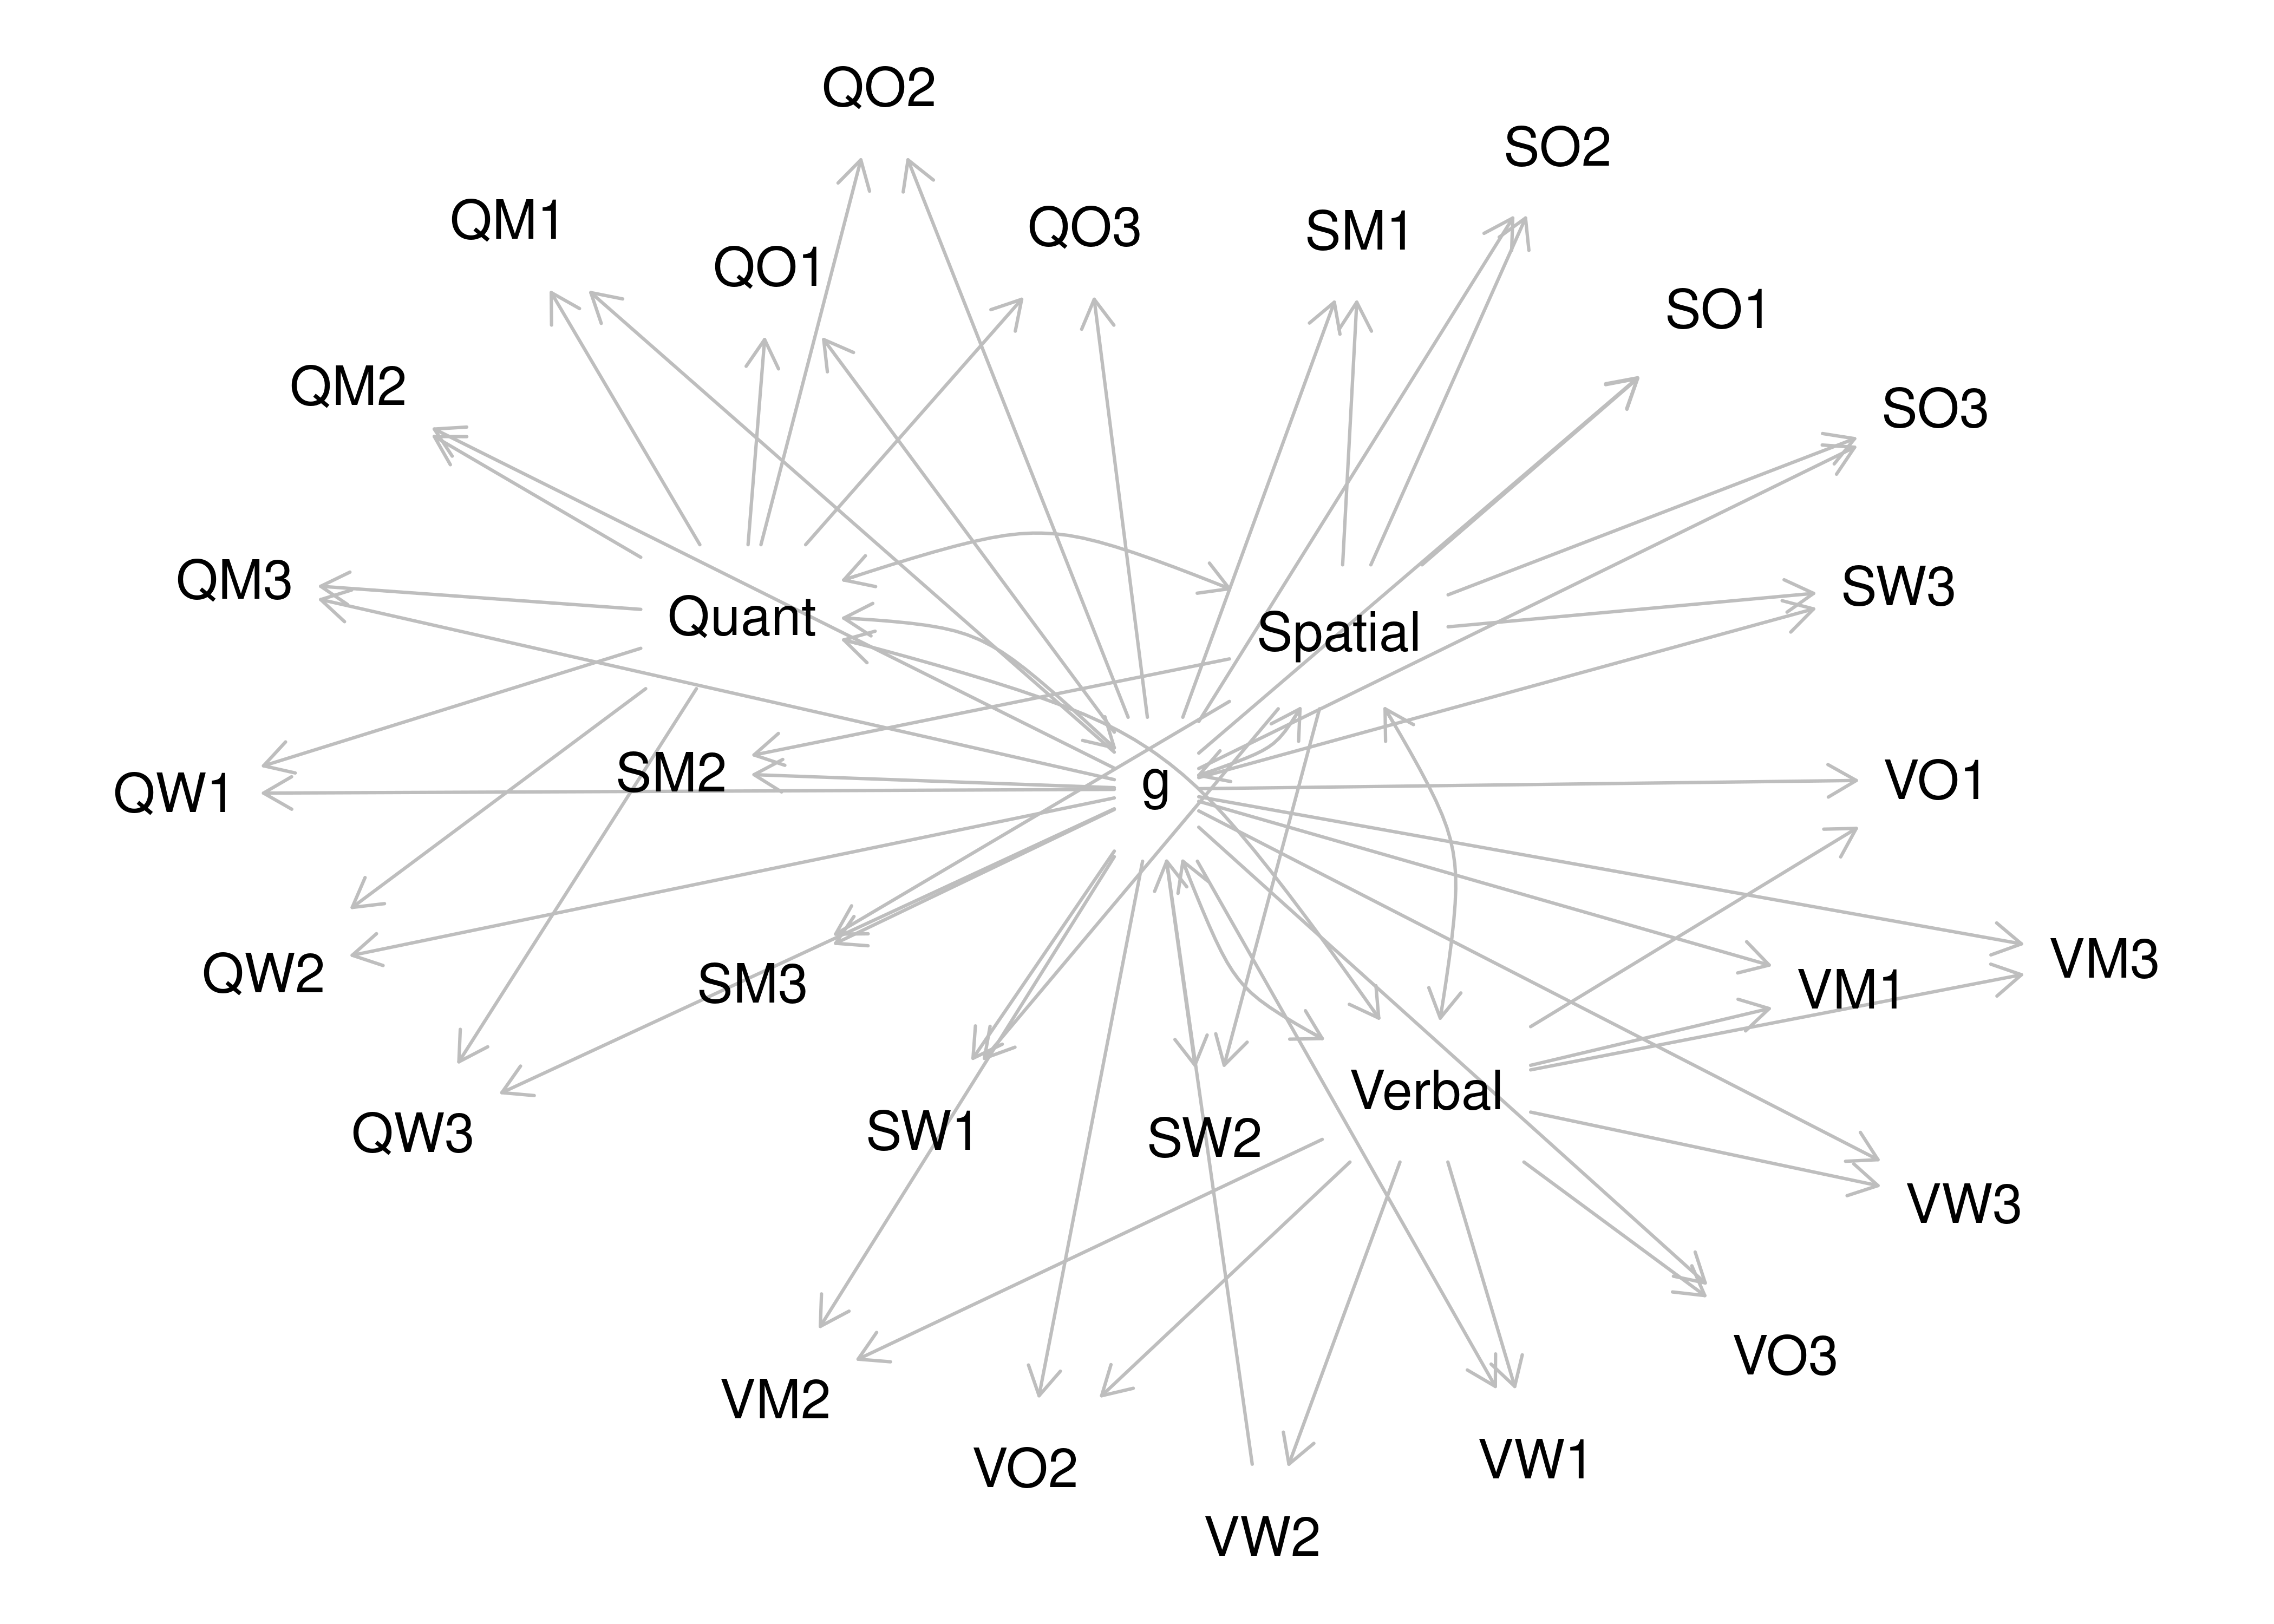 QO2
SO2
QM1
QO3
SM1
QO1
SO1
QM2
SO3
QM3
SW3
Quant
Spatial
SM2
g
VO1
QW1
VM3
QW2
SM3
VM1
Verbal
QW3
SW1
SW2
VW3
VO3
VM2
VO2
VW1
VW2